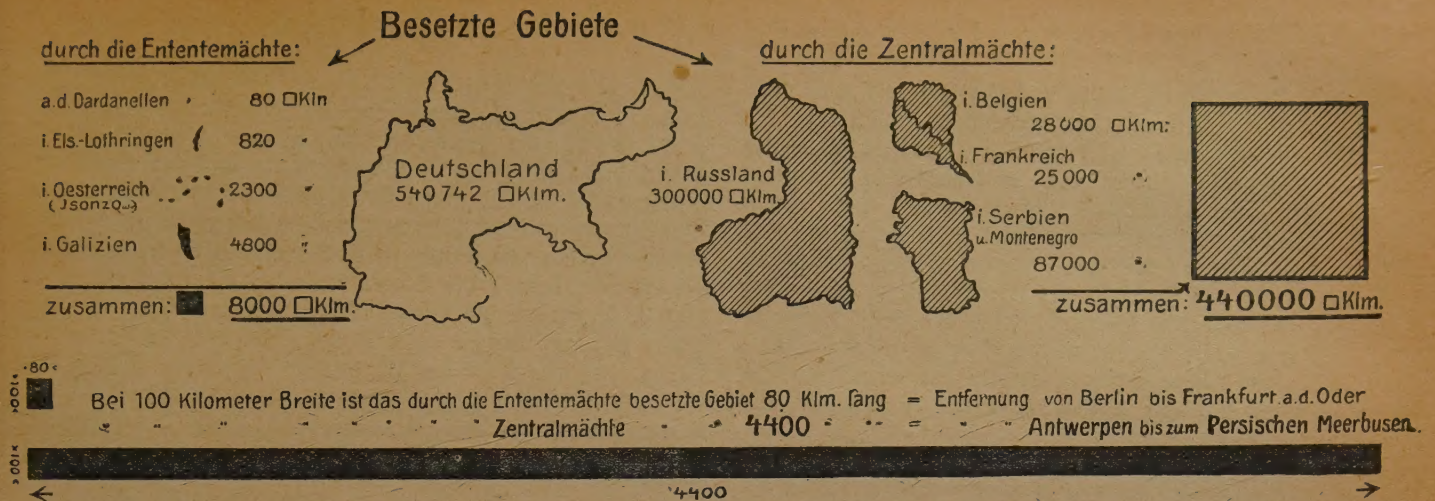 Besetzte Gebiete
durch die Ententemächte:
a.d. Dardanellen 80 □Klm
i. Els.-Lothringen 820 "
i. Oesterreich 2300 "
(Jsonzo)
i. Galizien 4800 "
zusammen: 8000 □Klm.
Deutschland
540742 □Klm.
durch die Zentralmächte:
i. Russland
300000 □Klm.
i. Belgien
28000 □Klm.
i. Frankreich
25000 "
i. Serbien
u. Montenegro
87000 "
zusammen: 440000 □Klm.
›80‹
›100‹
Bei 100 Kilometer Breite ist das durch die Ententemächte besetzte Gebiet 80 Klm. lang = Entfernung von Berlin bis Frankfurt a.d. Oder
" " " " " " " Zentralmächte " " 4400 " " = " " Antwerpen bis zum Persischen Meerbusen.
›100‹
4400